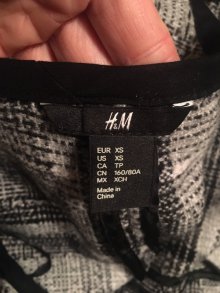 H&M
EUR XS
US XS
CA TP
CN 160/80A
MX XCH
Made in
China